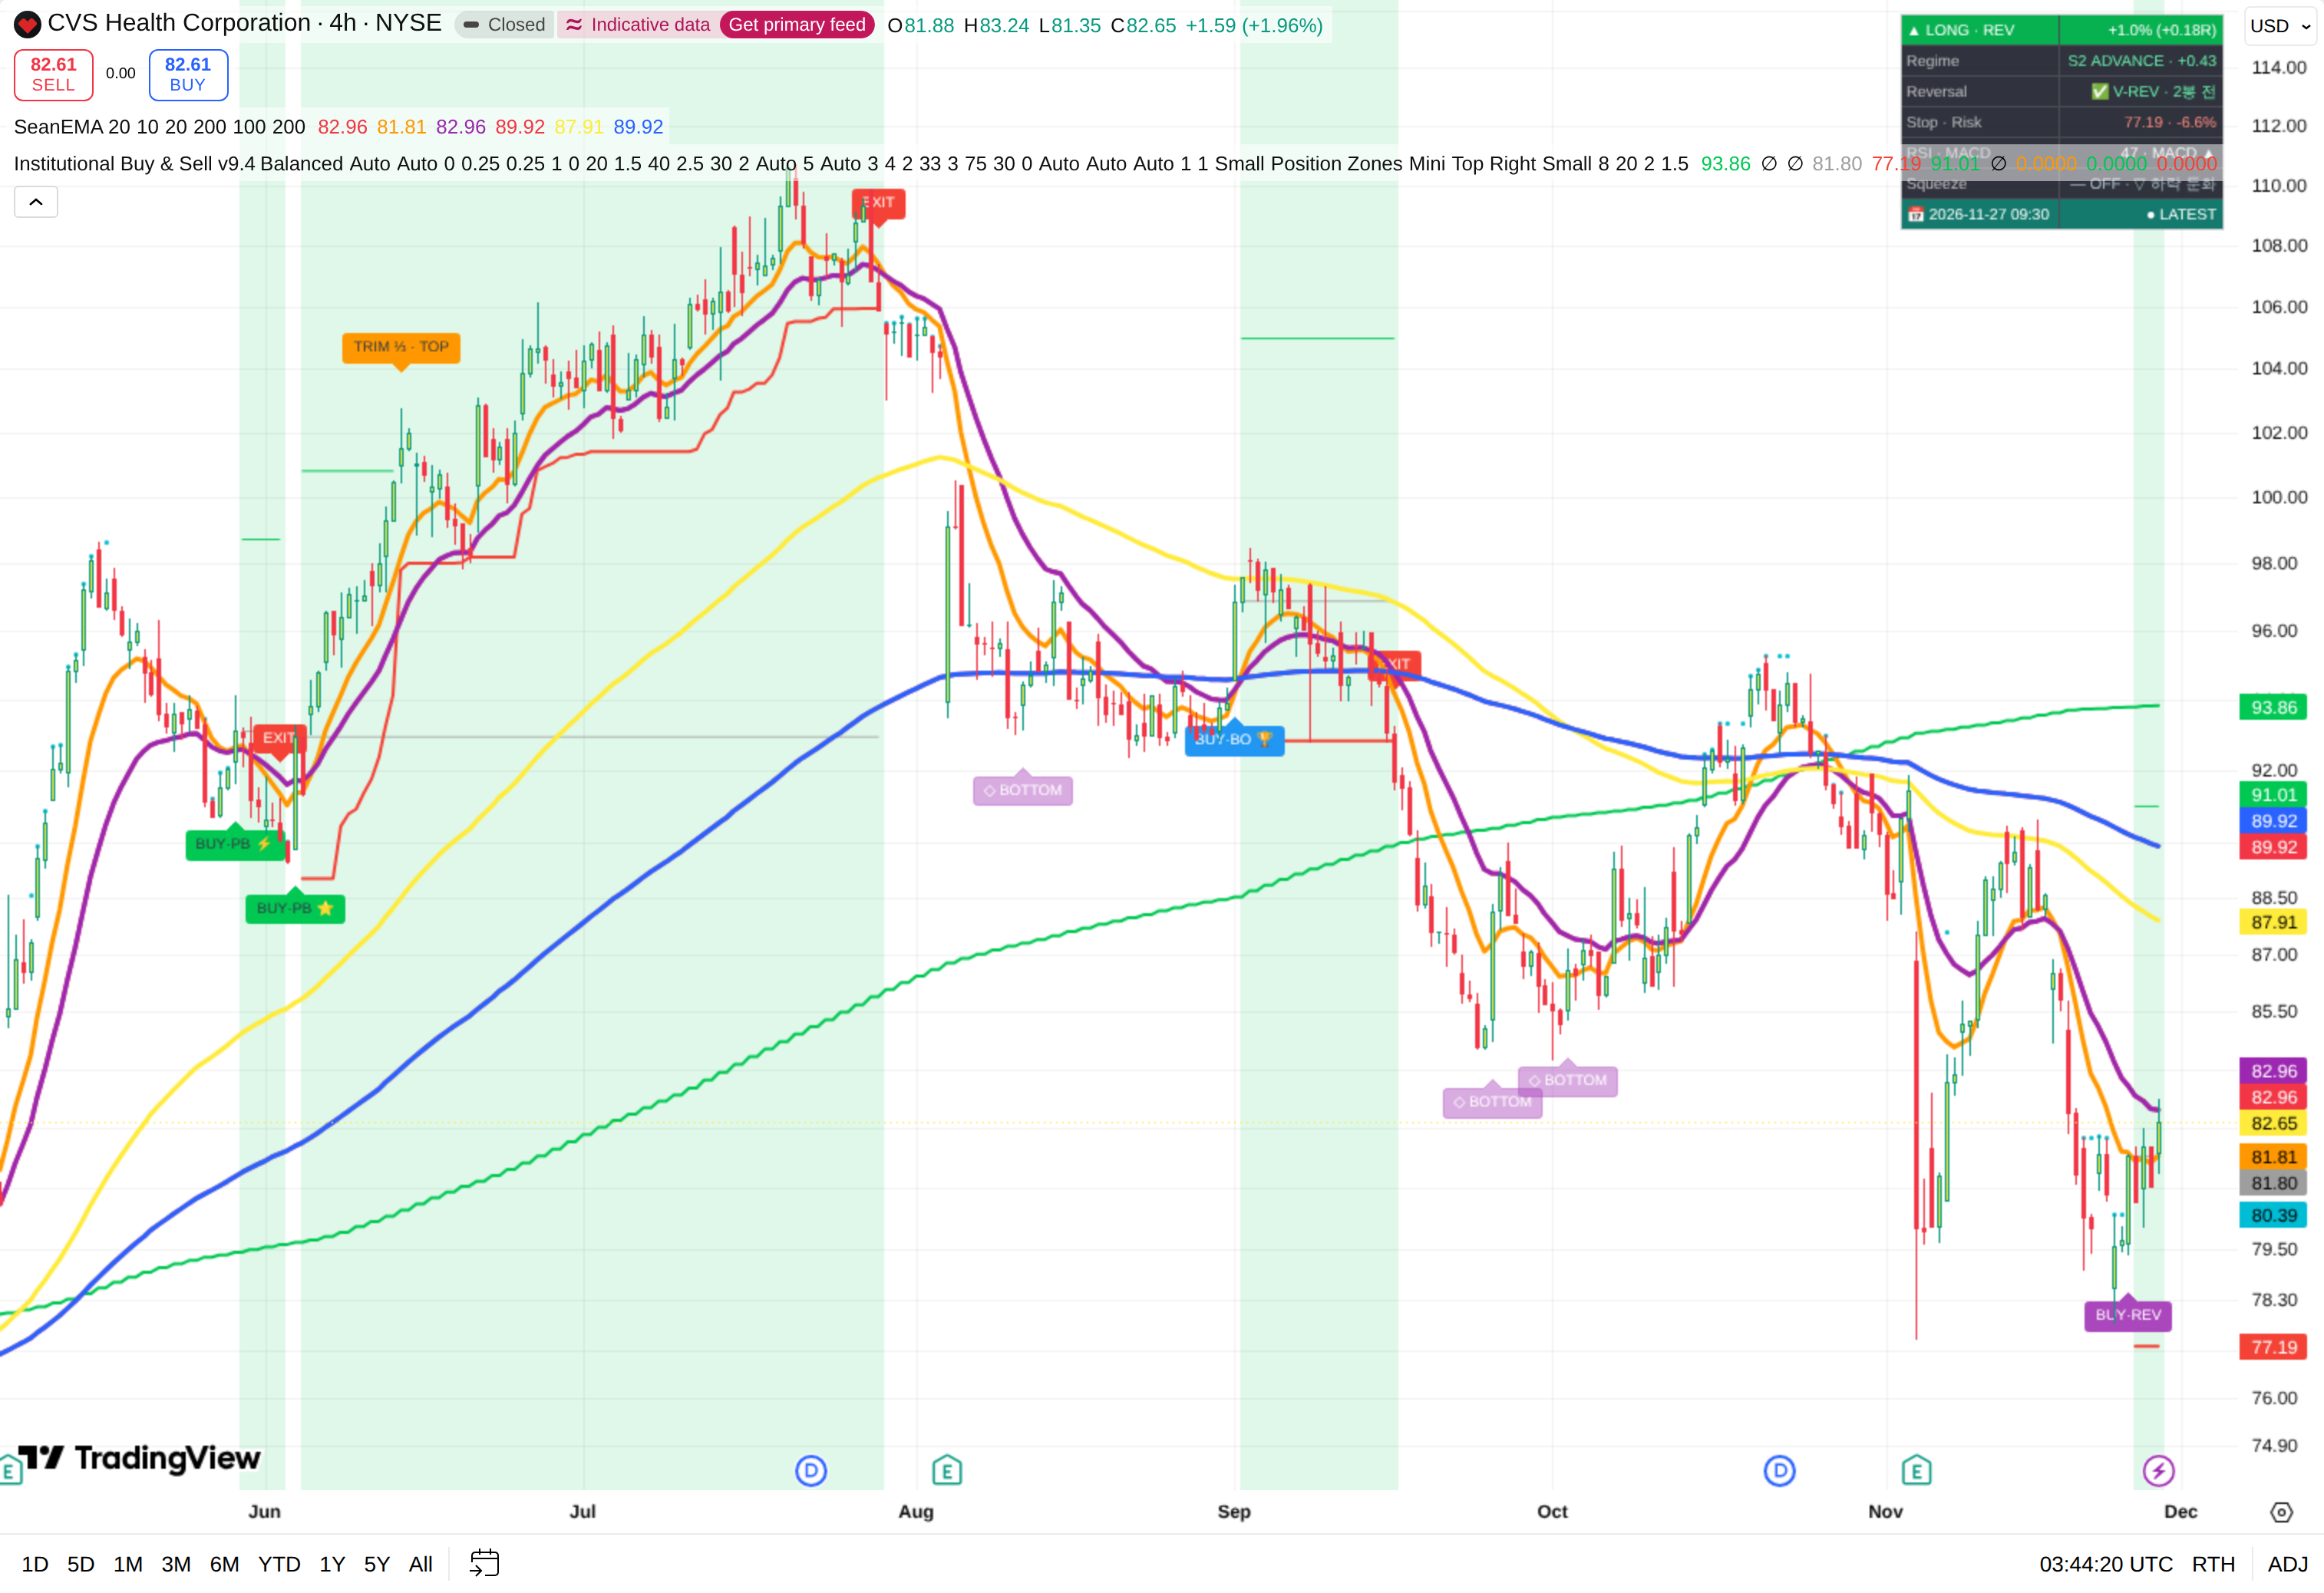 CVS Health Corporation · 4h · NYSE Closed Indicative data Get primary feed O81.88 H83.24 L81.35 C82.65 +1.59 (+1.96%)
82.61 SELL 0.00 82.61 BUY
SeanEMA 20 10 20 200 100 200 82.96 81.81 82.96 89.92 87.91 89.92
Institutional Buy & Sell v9.4 Balanced Auto Auto 0 0.25 0.25 1 0 20 1.5 40 2.5 30 2 Auto 5 Auto 3 4 2 33 3 75 30 0 Auto Auto Auto 1 1 Small Position Zones Mini Top Right Small 8 20 2 1.5 93.86 ∅ ∅ 81.80 77.19 91.01 ∅ 0.0000 0.0000 0.0000
▲ LONG · REV +1.0% (+0.18R)
Regime S2 ADVANCE · +0.43
Reversal ✅ V-REV · 2봉 전
Stop · Risk 77.19 · -6.6%
RSI · MACD 47 · MACD ▲
Squeeze — OFF · ▽ 하락 둔화
📅 2026-11-27 09:30 ● LATEST
USD
114.00
112.00
110.00
108.00
106.00
104.00
102.00
100.00
98.00
96.00
93.86
92.00
91.01
89.92
89.92
88.50
87.91
87.00
85.50
82.96
82.96
82.65
81.81
81.80
80.39
79.50
78.30
77.19
76.00
74.90
EXIT
TRIM ⅓ · TOP
EXIT
EXIT
BUY-BO 🏆
◇ BOTTOM
BUY-PB ⚡
BUY-PB ⭐
◇ BOTTOM
◇ BOTTOM
BUY-REV
TradingView
E D E D E
Jun Jul Aug Sep Oct Nov Dec
1D 5D 1M 3M 6M YTD 1Y 5Y All 03:44:20 UTC RTH ADJ